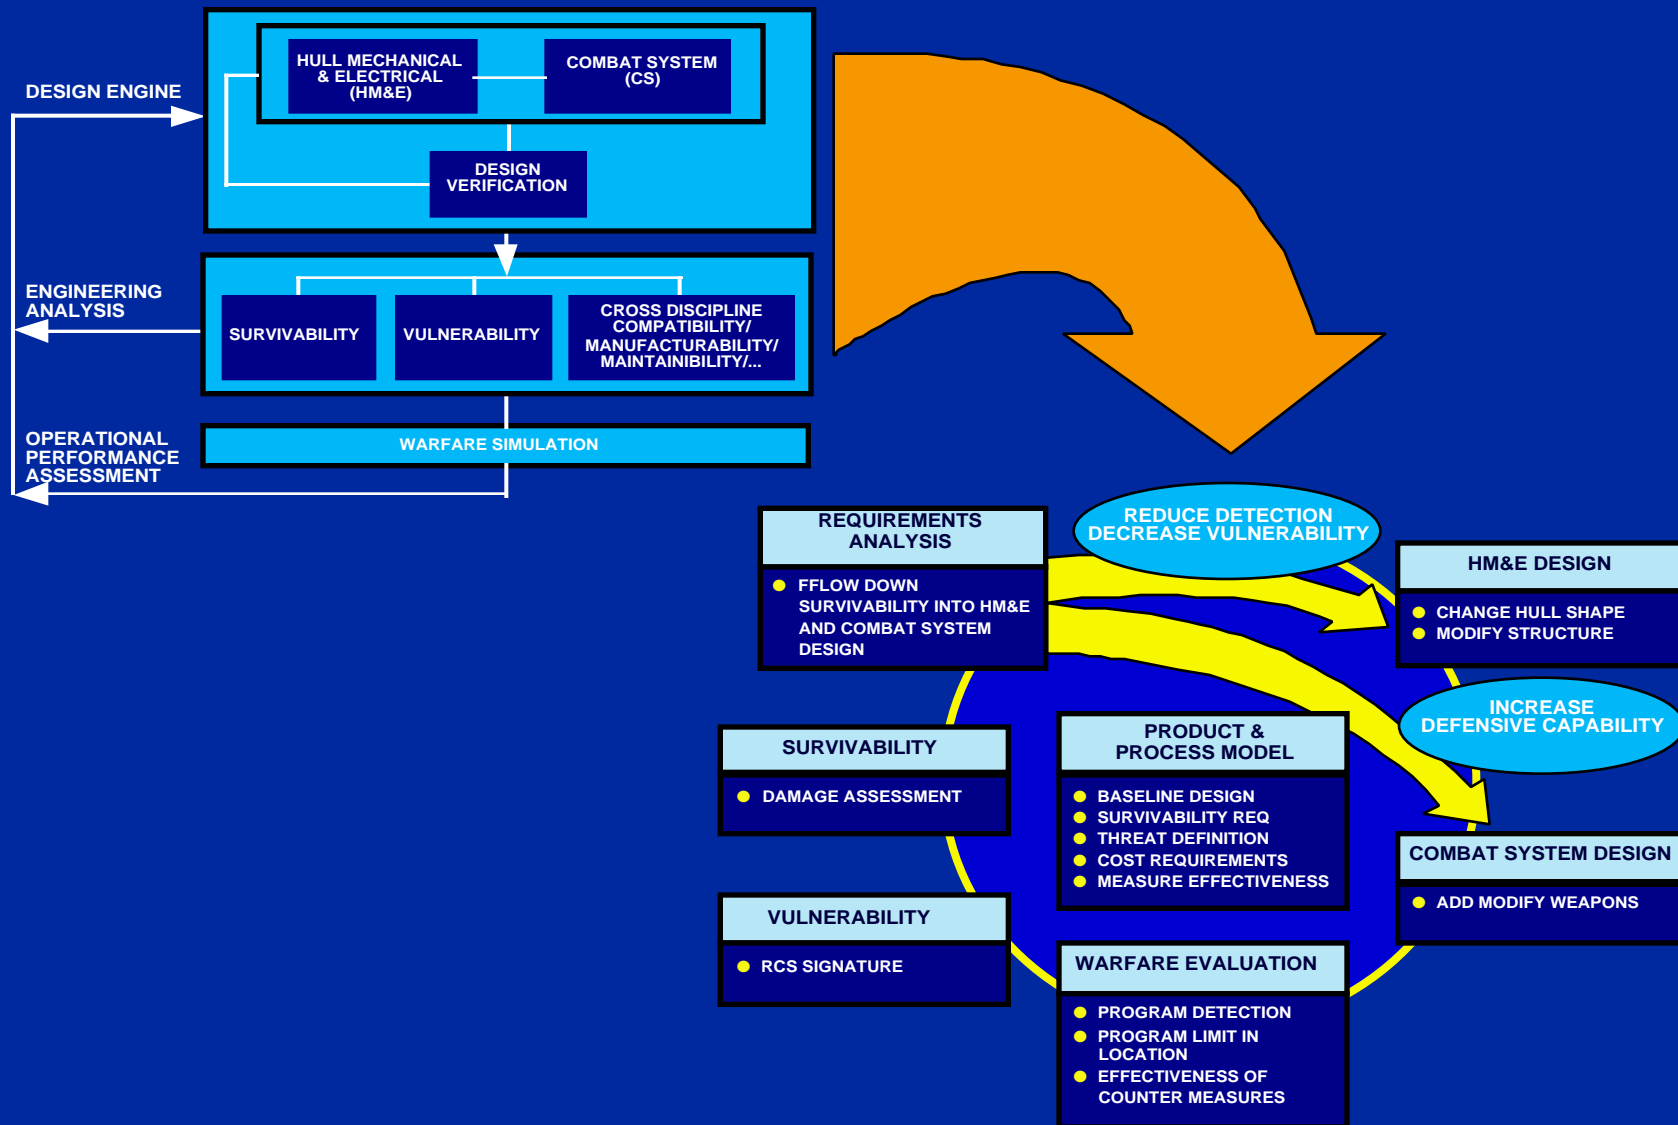 DESIGN ENGINE
HULL MECHANICAL
& ELECTRICAL
(HM&E)
COMBAT SYSTEM
(CS)
DESIGN
VERIFICATION
ENGINEERING
ANALYSIS
SURVIVABILITY
VULNERABILITY
CROSS DISCIPLINE
COMPATIBILITY/
MANUFACTURABILITY/
MAINTAINIBILITY/...
OPERATIONAL
PERFORMANCE
ASSESSMENT
WARFARE SIMULATION
REQUIREMENTS
ANALYSIS
● FFLOW DOWN
SURVIVABILITY INTO HM&E
AND COMBAT SYSTEM
DESIGN
REDUCE DETECTION
DECREASE VULNERABILITY
HM&E DESIGN
● CHANGE HULL SHAPE
● MODIFY STRUCTURE
INCREASE
DEFENSIVE CAPABILITY
SURVIVABILITY
● DAMAGE ASSESSMENT
PRODUCT &
PROCESS MODEL
● BASELINE DESIGN
● SURVIVABILITY REQ
● THREAT DEFINITION
● COST REQUIREMENTS
● MEASURE EFFECTIVENESS
COMBAT SYSTEM DESIGN
● ADD MODIFY WEAPONS
VULNERABILITY
● RCS SIGNATURE
WARFARE EVALUATION
● PROGRAM DETECTION
● PROGRAM LIMIT IN
LOCATION
● EFFECTIVENESS OF
COUNTER MEASURES